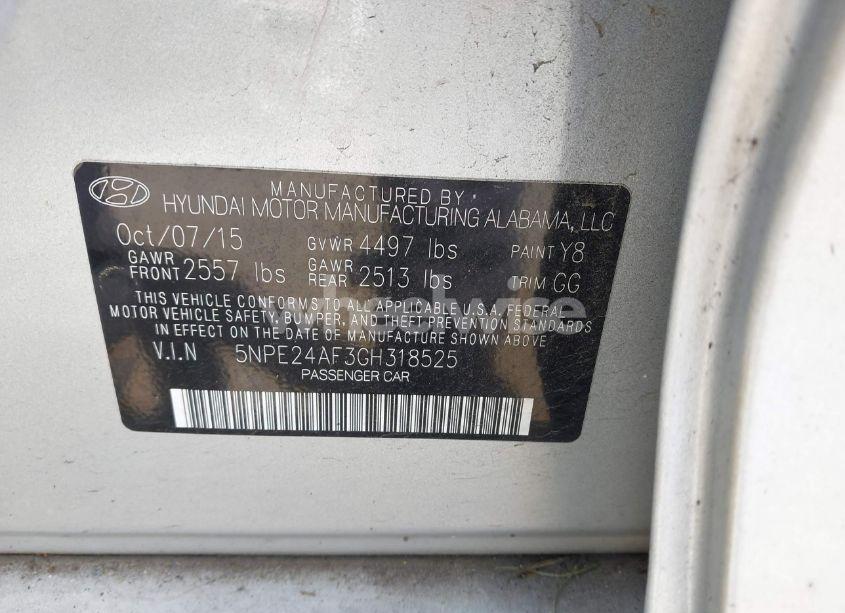 MANUFACTURED BY
HYUNDAI MOTOR MANUFACTURING ALABAMA, LLC
Oct/07/15 GVWR 4497 lbs PAINT Y8
GAWR FRONT 2557 lbs GAWR REAR 2513 lbs TRIM GG
THIS VEHICLE CONFORMS TO ALL APPLICABLE U.S.A. FEDERAL
MOTOR VEHICLE SAFETY, BUMPER, AND THEFT PREVENTION STANDARDS
IN EFFECT ON THE DATE OF MANUFACTURE SHOWN ABOVE.
V.I.N 5NPE24AF3GH318525
PASSENGER CAR